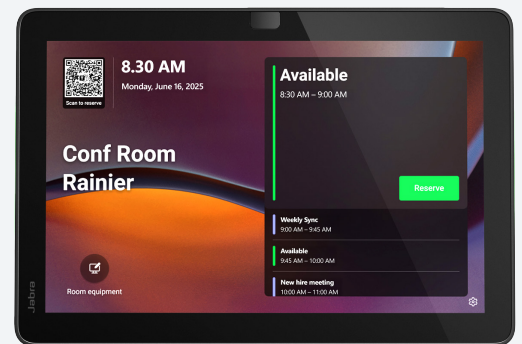 8.30 AM
Monday, June 16, 2025
Scan to reserve
Conf Room
Rainier
Room equipment
Available
8:30 AM – 9:00 AM
Reserve
Weekly Sync
9:00 AM – 9:45 AM
Available
9:45 AM – 10:00 AM
New hire meeting
10:00 AM – 11:00 AM
Jabra